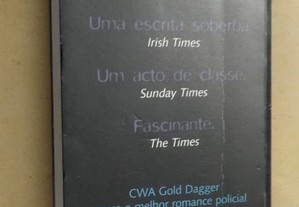 Uma escrita soberba.
Irish Times
Um acto de classe.
Sunday Times
Fascinante.
The Times
CWA Gold Dagger
o melhor romance policial